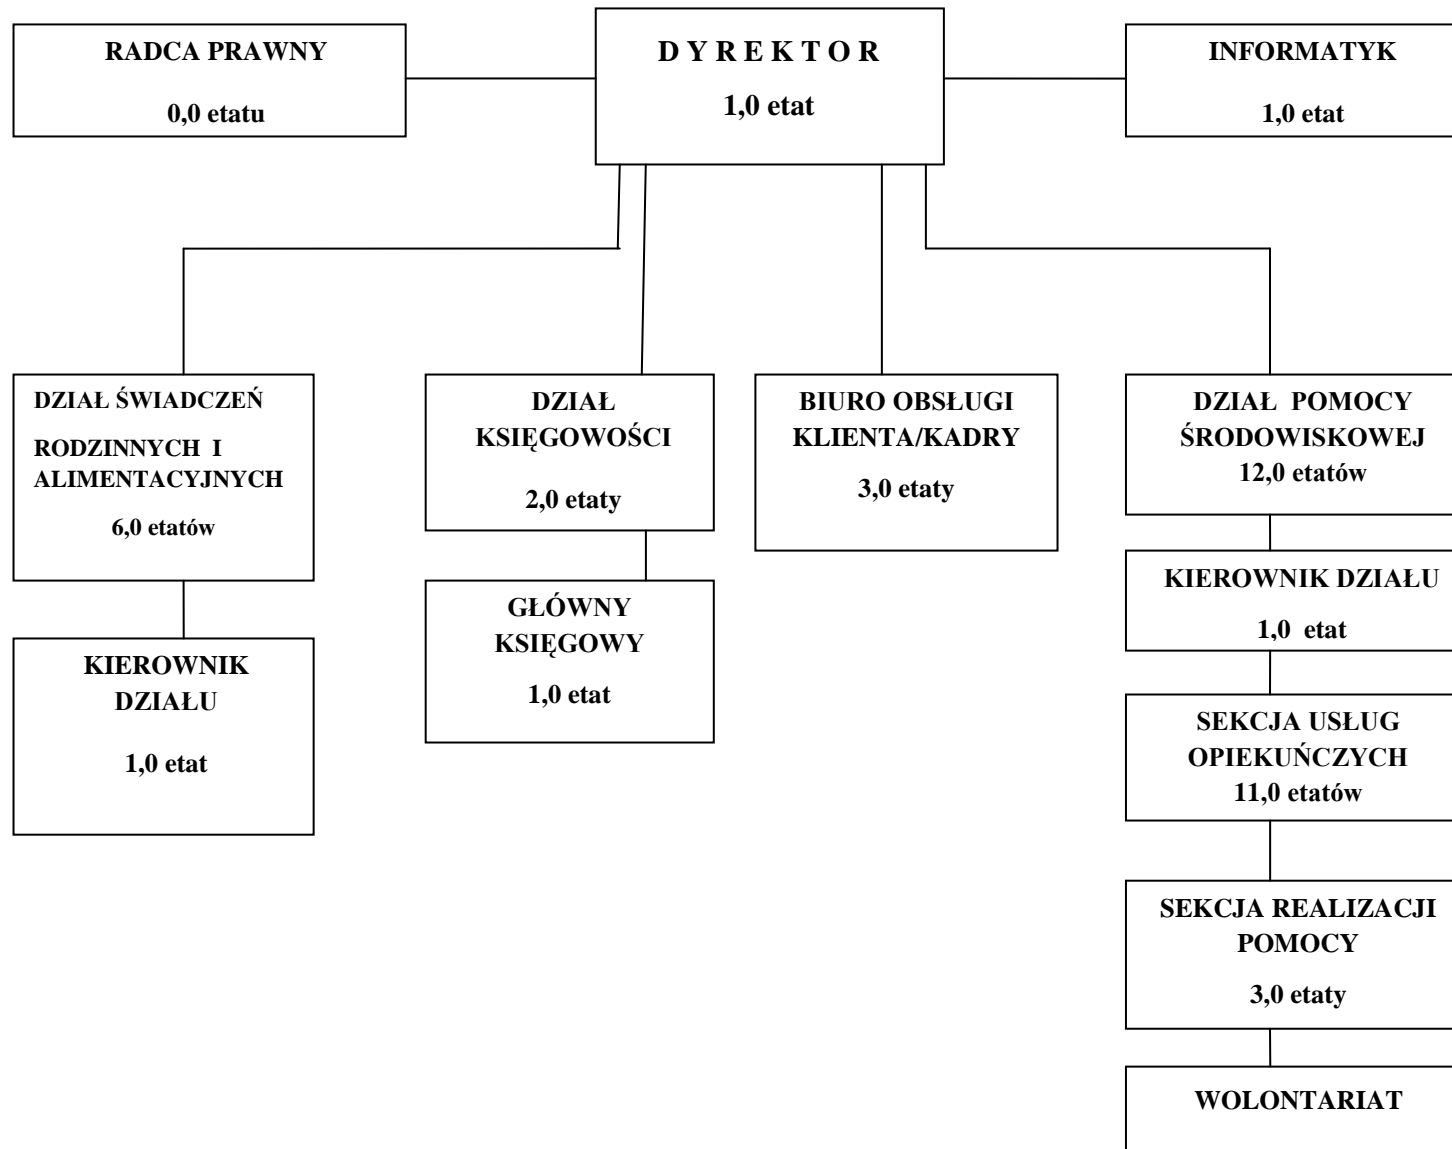 RADCA PRAWNY
0,0 etatu
D Y R E K T O R
1,0 etat
INFORMATYK
1,0 etat
DZIAŁ ŚWIADCZEŃ
RODZINNYCH I
ALIMENTACYJNYCH
6,0 etatów
KIEROWNIK
DZIAŁU
1,0 etat
DZIAŁ
KSIĘGOWOŚCI
2,0 etaty
GŁÓWNY
KSIĘGOWY
1,0 etat
BIURO OBSŁUGI
KLIENTA/KADRY
3,0 etaty
DZIAŁ POMOCY
ŚRODOWISKOWEJ
12,0 etatów
KIEROWNIK DZIAŁU
1,0 etat
SEKCJA USŁUG
OPIEKUŃCZYCH
11,0 etatów
SEKCJA REALIZACJI
POMOCY
3,0 etaty
WOLONTARIAT